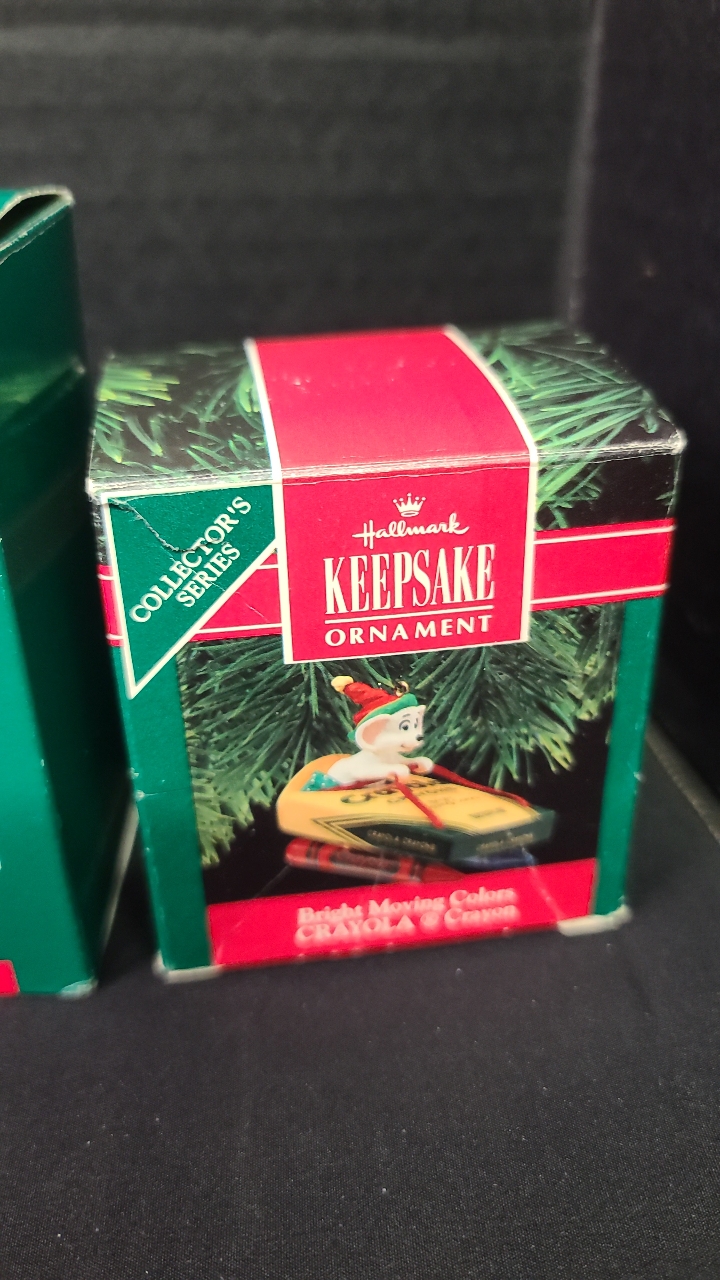 COLLECTOR'S
SERIES
Hallmark
KEEPSAKE
ORNAMENT
Bright Moving Colors
CRAYOLA ® Crayon